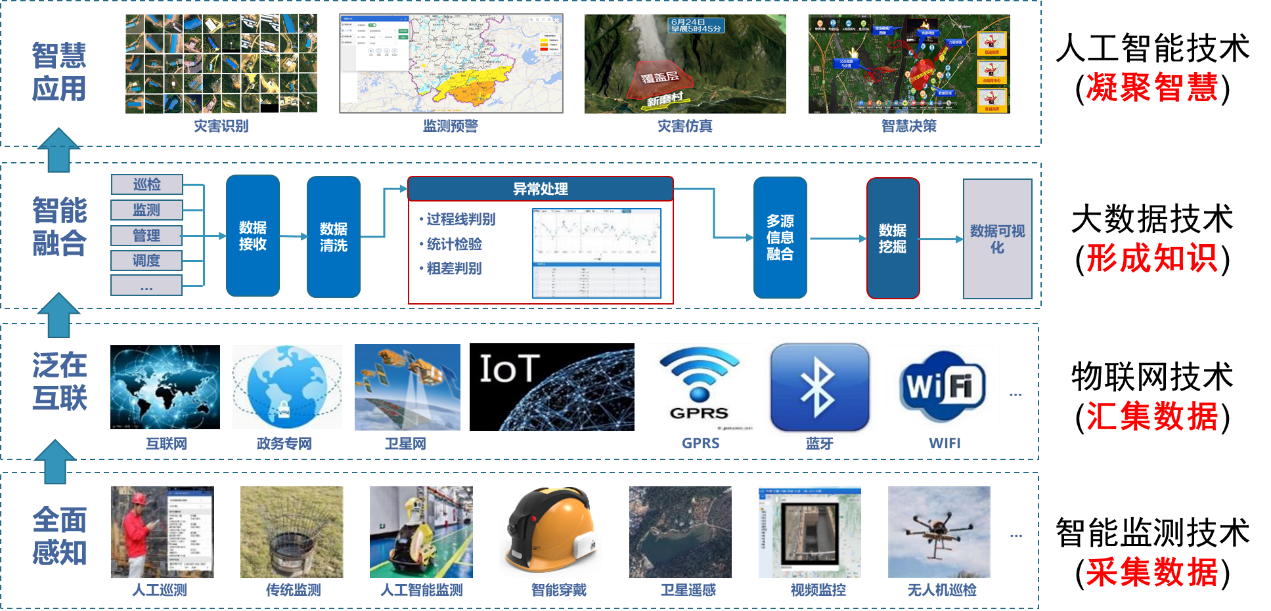 智慧
应用
6月24日
早晨5时45分
覆盖层
新磨村
灾害识别
监测预警
灾害仿真
智慧决策
人工智能技术
(凝聚智慧)
智能
融合
巡检
监测
管理
调度
...
数据
接收
数据
清洗
异常处理
·过程线判别
·统计检验
·粗差判别
多源
信息
融合
数据
挖掘
数据可视
化
大数据技术
(形成知识)
泛在
互联
IoT
GPRS
WiFi
...
互联网
政务专网
卫星网
GPRS
蓝牙
WIFI
物联网技术
(汇集数据)
全面
感知
...
人工巡测
传统监测
人工智能监测
智能穿戴
卫星遥感
视频监控
无人机巡检
智能监测技术
(采集数据)